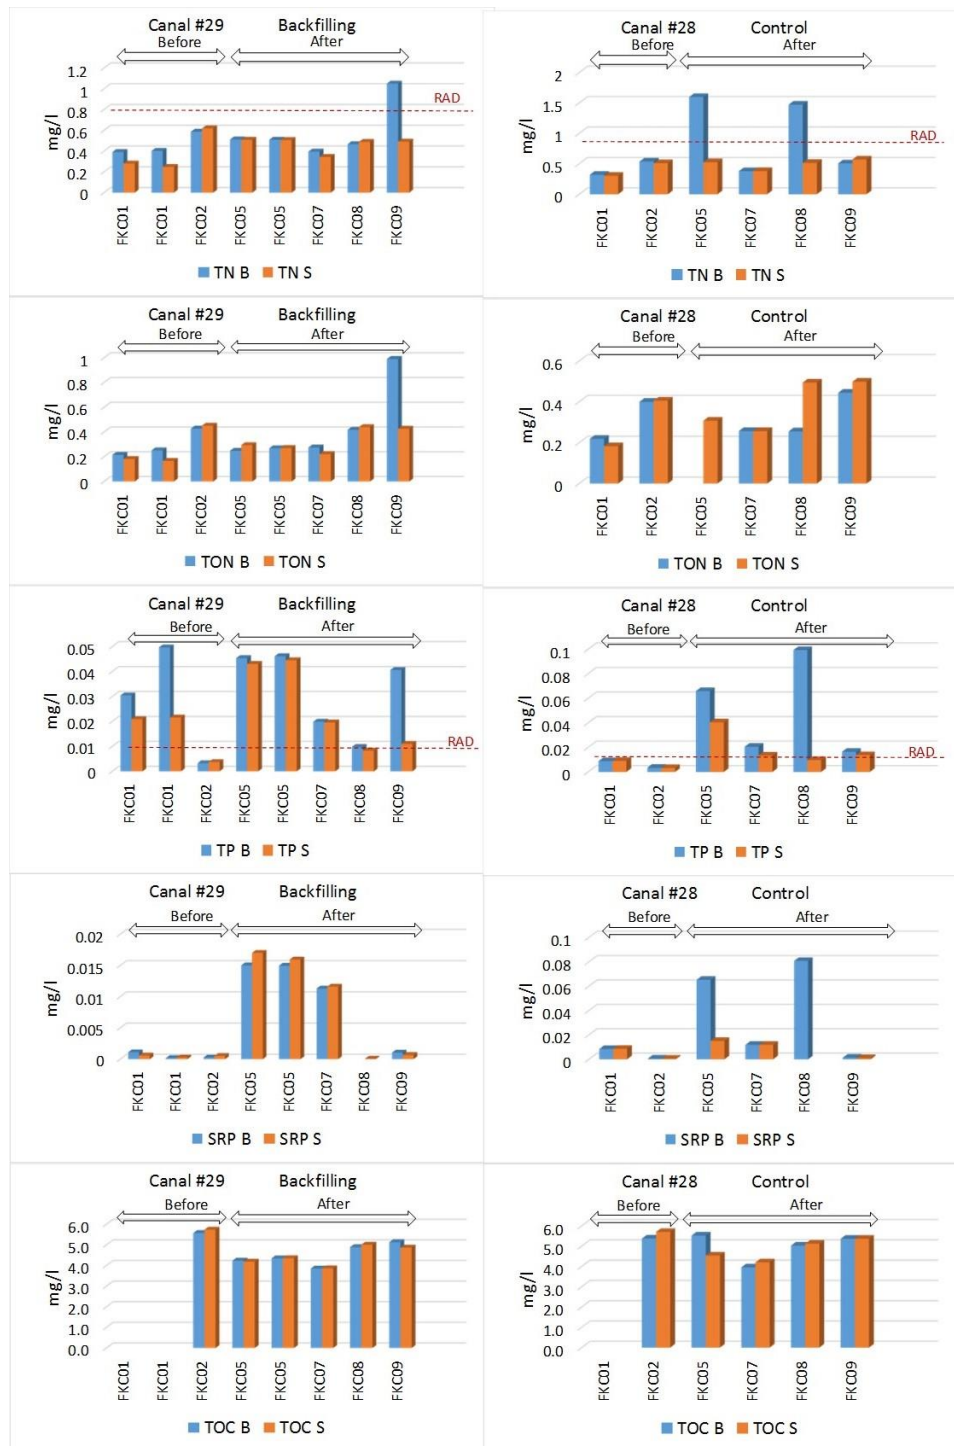 Canal #29 Backfilling
Before After
1.2
1
0.8
0.6
0.4
0.2
0
mg/l
RAD
FKC01 FKC01 FKC02 FKC05 FKC05 FKC07 FKC08 FKC09
TN B TN S
Canal #28 Control
Before After
2
1.5
1
0.5
0
mg/l
RAD
FKC01 FKC02 FKC05 FKC07 FKC08 FKC09
TN B TN S
Canal #29 Backfilling
Before After
1
0.8
0.6
0.4
0.2
0
mg/l
FKC01 FKC01 FKC02 FKC05 FKC05 FKC07 FKC08 FKC09
TON B TON S
Canal #28 Control
Before After
0.6
0.4
0.2
0
mg/l
FKC01 FKC02 FKC05 FKC07 FKC08 FKC09
TON B TON S
Canal #29 Backfilling
Before After
0.05
0.04
0.03
0.02
0.01
0
mg/l
RAD
FKC01 FKC01 FKC02 FKC05 FKC05 FKC07 FKC08 FKC09
TP B TP S
Canal #28 Control
Before After
0.1
0.08
0.06
0.04
0.02
0
mg/l
RAD
FKC01 FKC02 FKC05 FKC07 FKC08 FKC09
TP B TP S
Canal #29 Backfilling
Before After
0.02
0.015
0.01
0.005
0
mg/l
FKC01 FKC01 FKC02 FKC05 FKC05 FKC07 FKC08 FKC09
SRP B SRP S
Canal #28 Control
Before After
0.1
0.08
0.06
0.04
0.02
0
mg/l
FKC01 FKC02 FKC05 FKC07 FKC08 FKC09
SRP B SRP S
Canal #29 Backfilling
Before After
6.0
5.0
4.0
3.0
2.0
1.0
0.0
mg/l
FKC01 FKC01 FKC02 FKC05 FKC05 FKC07 FKC08 FKC09
TOC B TOC S
Canal #28 Control
Before After
6.0
5.0
4.0
3.0
2.0
1.0
0.0
mg/l
FKC01 FKC02 FKC05 FKC07 FKC08 FKC09
TOC B TOC S